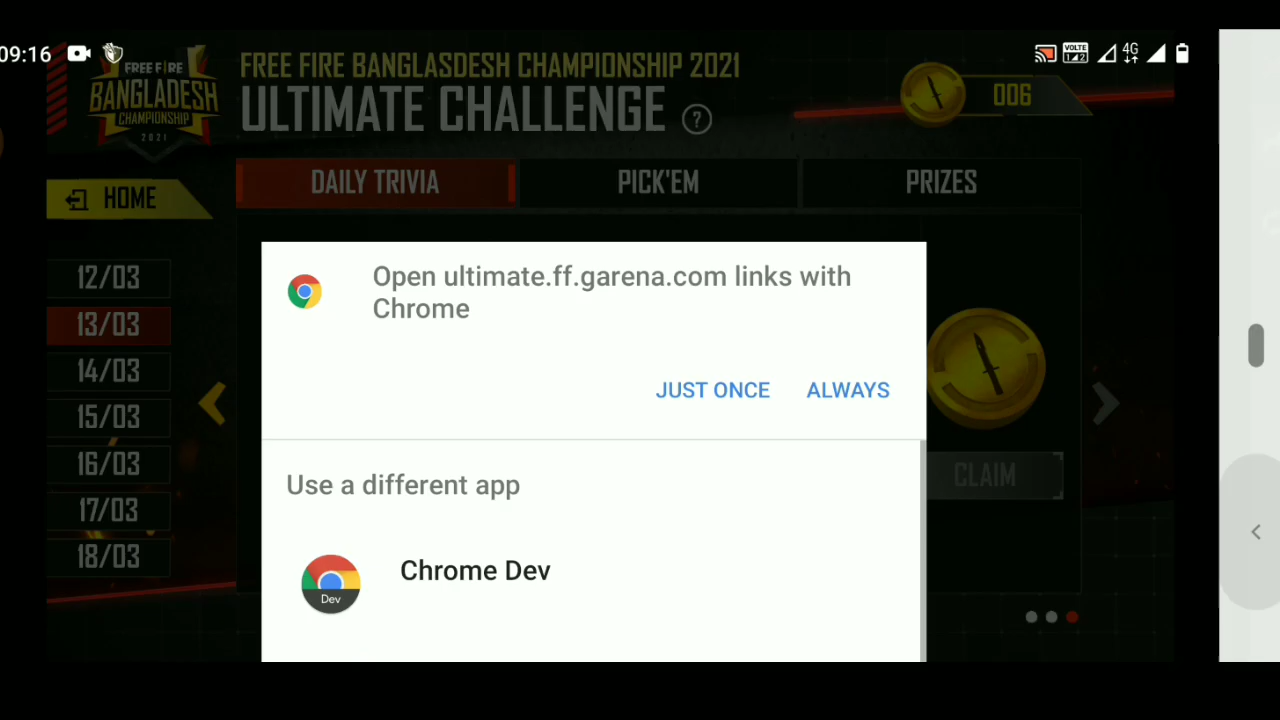 09:16
VOLTE
4G
FREE FIRE
BANGLADESH
CHAMPIONSHIP
2021
FREE FIRE BANGLASDESH CHAMPIONSHIP 2021
ULTIMATE CHALLENGE ?
006
HOME
DAILY TRIVIA
PICK'EM
PRIZES
12/03
13/03
14/03
15/03
16/03
17/03
18/03
Open ultimate.ff.garena.com links with
Chrome
JUST ONCE
ALWAYS
CLAIM
Use a different app
Chrome Dev
Dev